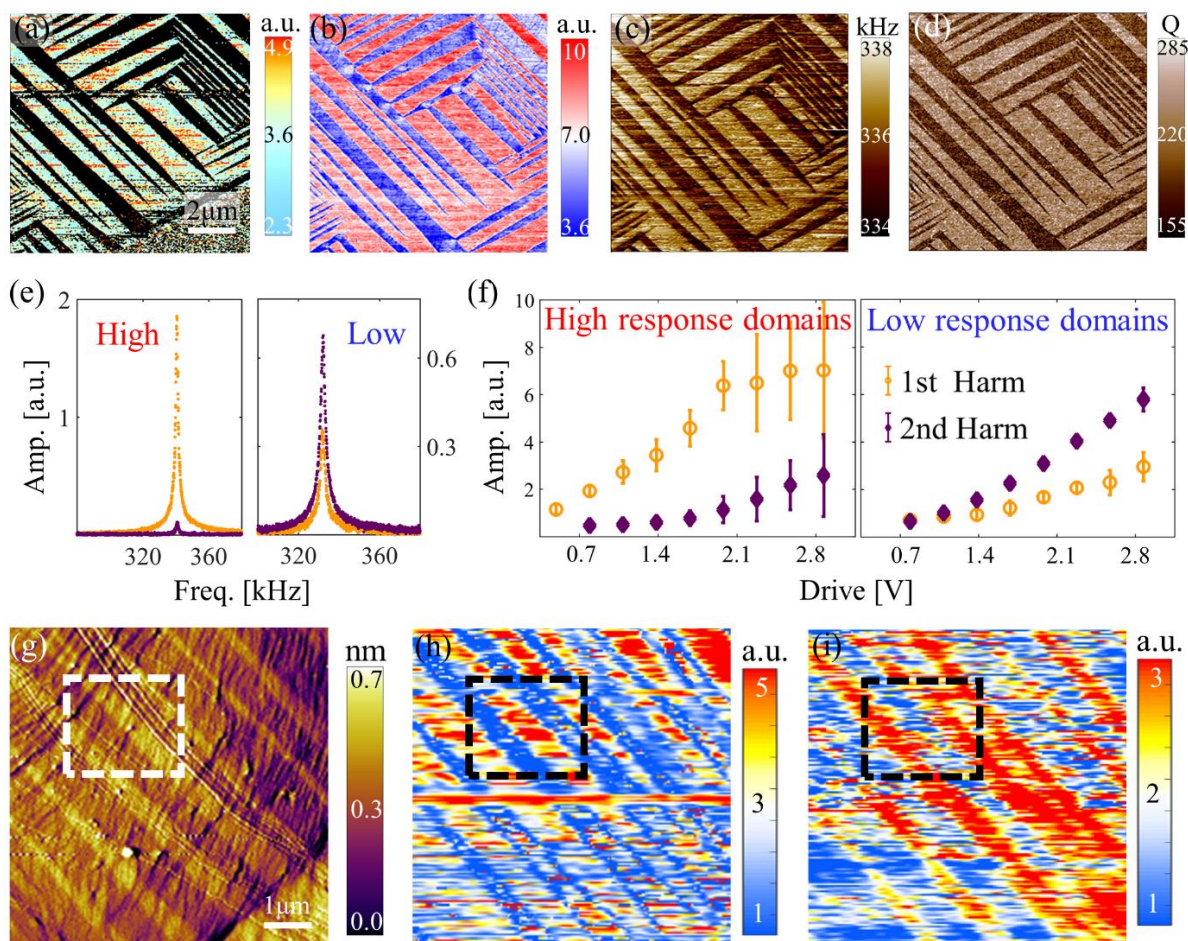 (a)
a.u.
4.9
3.6
2.3
2μm
(b)
a.u.
10
7.0
3.6
(c)
kHz
338
336
334
(d)
Q
285
220
155
(e)
2
1
Amp. [a.u.]
High
Low
0.6
0.3
320 360 320 360
Freq. [kHz]
(f)
10
8
6
4
2
Amp. [a.u.]
High response domains
Low response domains
1st Harm
2nd Harm
0.7 1.4 2.1 2.8 0.7 1.4 2.1 2.8
Drive [V]
(g)
nm
0.7
0.3
0.0
1μm
(h)
a.u.
5
3
1
(i)
a.u.
3
2
1